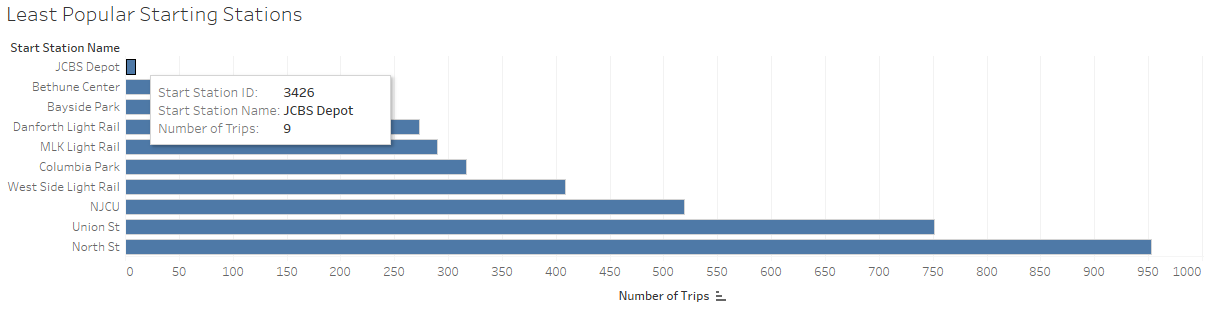 Least Popular Starting Stations
Start Station Name
JCBS Depot
Bethune Center
Bayside Park
Danforth Light Rail
MLK Light Rail
Columbia Park
West Side Light Rail
NJCU
Union St
North St
Start Station ID: 3426
Start Station Name: JCBS Depot
Number of Trips: 9
0 50 100 150 200 250 300 350 400 450 500 550 600 650 700 750 800 850 900 950 1000
Number of Trips